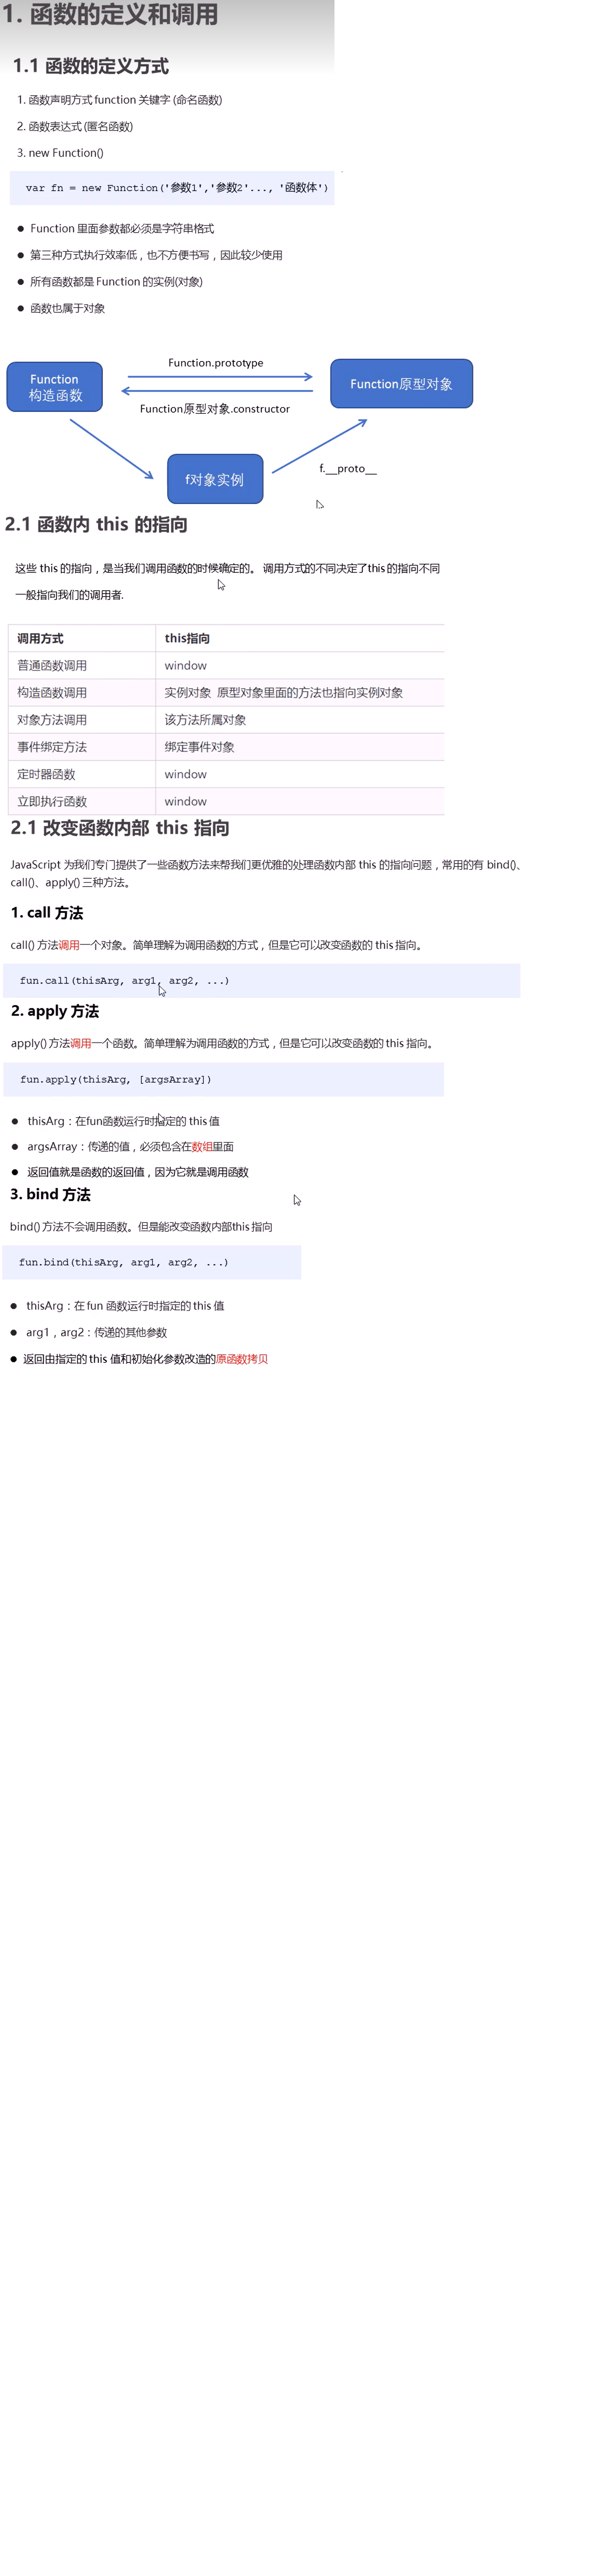 1. 函数的定义和调用
1.1 函数的定义方式
1. 函数声明方式 function 关键字 (命名函数)
2. 函数表达式 (匿名函数)
3. new Function()
var fn = new Function('参数1','参数2'..., '函数体')
● Function 里面参数都必须是字符串格式
● 第三种方式执行效率低，也不方便书写，因此较少使用
● 所有函数都是 Function 的实例(对象)
● 函数也属于对象
Function.prototype
Function
构造函数
Function原型对象
Function原型对象.constructor
f对象实例
f.__proto__
2.1 函数内 this 的指向
这些 this 的指向，是当我们调用函数的时候确定的。 调用方式的不同决定了this 的指向不同
一般指向我们的调用者.
调用方式 this指向
普通函数调用 window
构造函数调用 实例对象 原型对象里面的方法也指向实例对象
对象方法调用 该方法所属对象
事件绑定方法 绑定事件对象
定时器函数 window
立即执行函数 window
2.1 改变函数内部 this 指向
JavaScript 为我们专门提供了一些函数方法来帮我们更优雅的处理函数内部 this 的指向问题，常用的有 bind()、
call()、apply() 三种方法。
1. call 方法
call() 方法调用一个对象。简单理解为调用函数的方式，但是它可以改变函数的 this 指向。
fun.call(thisArg, arg1, arg2, ...)
2. apply 方法
apply() 方法调用一个函数。简单理解为调用函数的方式，但是它可以改变函数的 this 指向。
fun.apply(thisArg, [argsArray])
● thisArg：在fun函数运行时指定的 this 值
● argsArray：传递的值，必须包含在数组里面
● 返回值就是函数的返回值，因为它就是调用函数
3. bind 方法
bind() 方法不会调用函数。但是能改变函数内部this 指向
fun.bind(thisArg, arg1, arg2, ...)
● thisArg：在 fun 函数运行时指定的 this 值
● arg1，arg2：传递的其他参数
● 返回由指定的 this 值和初始化参数改造的原函数拷贝